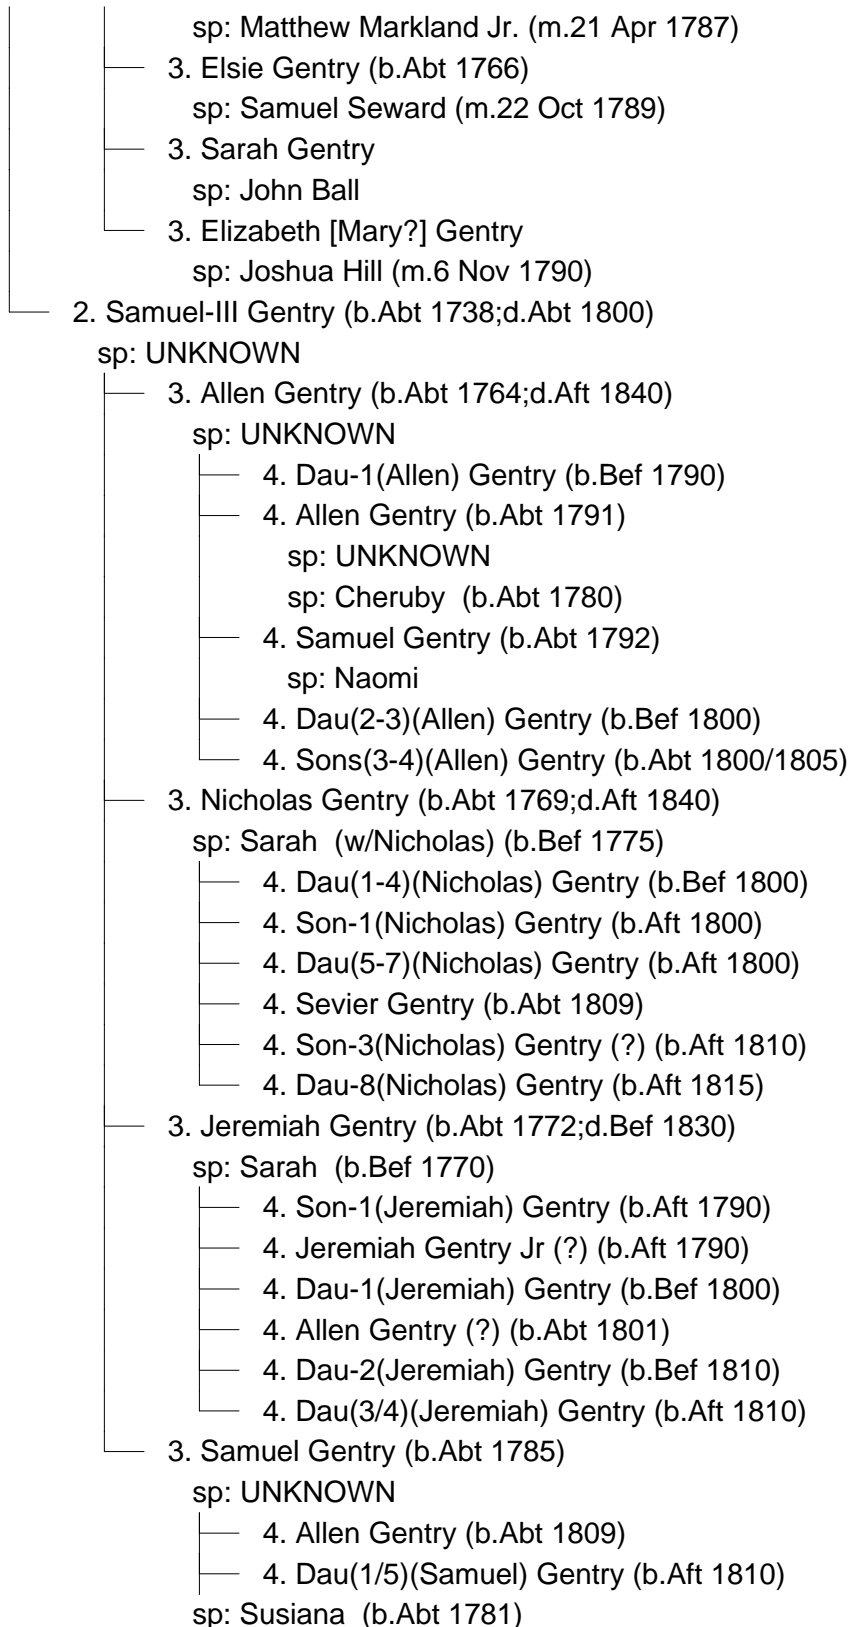 sp: Matthew Markland Jr. (m.21 Apr 1787)
3. Elsie Gentry (b.Abt 1766)
sp: Samuel Seward (m.22 Oct 1789)
3. Sarah Gentry
sp: John Ball
3. Elizabeth [Mary?] Gentry
sp: Joshua Hill (m.6 Nov 1790)
2. Samuel-III Gentry (b.Abt 1738;d.Abt 1800)
sp: UNKNOWN
3. Allen Gentry (b.Abt 1764;d.Aft 1840)
sp: UNKNOWN
4. Dau-1(Allen) Gentry (b.Bef 1790)
4. Allen Gentry (b.Abt 1791)
sp: UNKNOWN
sp: Cheruby (b.Abt 1780)
4. Samuel Gentry (b.Abt 1792)
sp: Naomi
4. Dau(2-3)(Allen) Gentry (b.Bef 1800)
4. Sons(3-4)(Allen) Gentry (b.Abt 1800/1805)
3. Nicholas Gentry (b.Abt 1769;d.Aft 1840)
sp: Sarah (w/Nicholas) (b.Bef 1775)
4. Dau(1-4)(Nicholas) Gentry (b.Bef 1800)
4. Son-1(Nicholas) Gentry (b.Aft 1800)
4. Dau(5-7)(Nicholas) Gentry (b.Aft 1800)
4. Sevier Gentry (b.Abt 1809)
4. Son-3(Nicholas) Gentry (?) (b.Aft 1810)
4. Dau-8(Nicholas) Gentry (b.Aft 1815)
3. Jeremiah Gentry (b.Abt 1772;d.Bef 1830)
sp: Sarah (b.Bef 1770)
4. Son-1(Jeremiah) Gentry (b.Aft 1790)
4. Jeremiah Gentry Jr (?) (b.Aft 1790)
4. Dau-1(Jeremiah) Gentry (b.Bef 1800)
4. Allen Gentry (?) (b.Abt 1801)
4. Dau-2(Jeremiah) Gentry (b.Bef 1810)
4. Dau(3/4)(Jeremiah) Gentry (b.Aft 1810)
3. Samuel Gentry (b.Abt 1785)
sp: UNKNOWN
4. Allen Gentry (b.Abt 1809)
4. Dau(1/5)(Samuel) Gentry (b.Aft 1810)
sp: Susiana (b.Abt 1781)